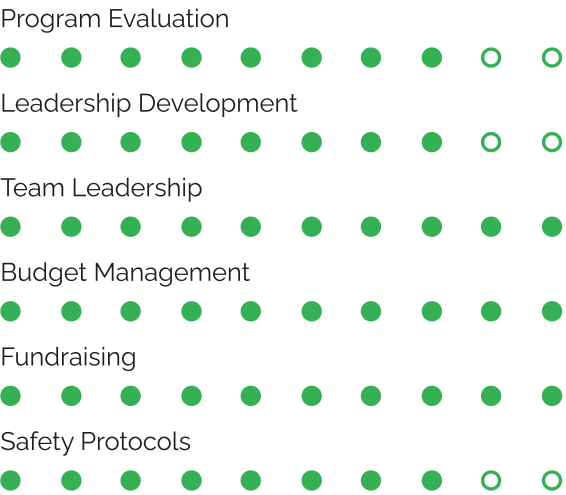 Program Evaluation
Leadership Development
Team Leadership
Budget Management
Fundraising
Safety Protocols